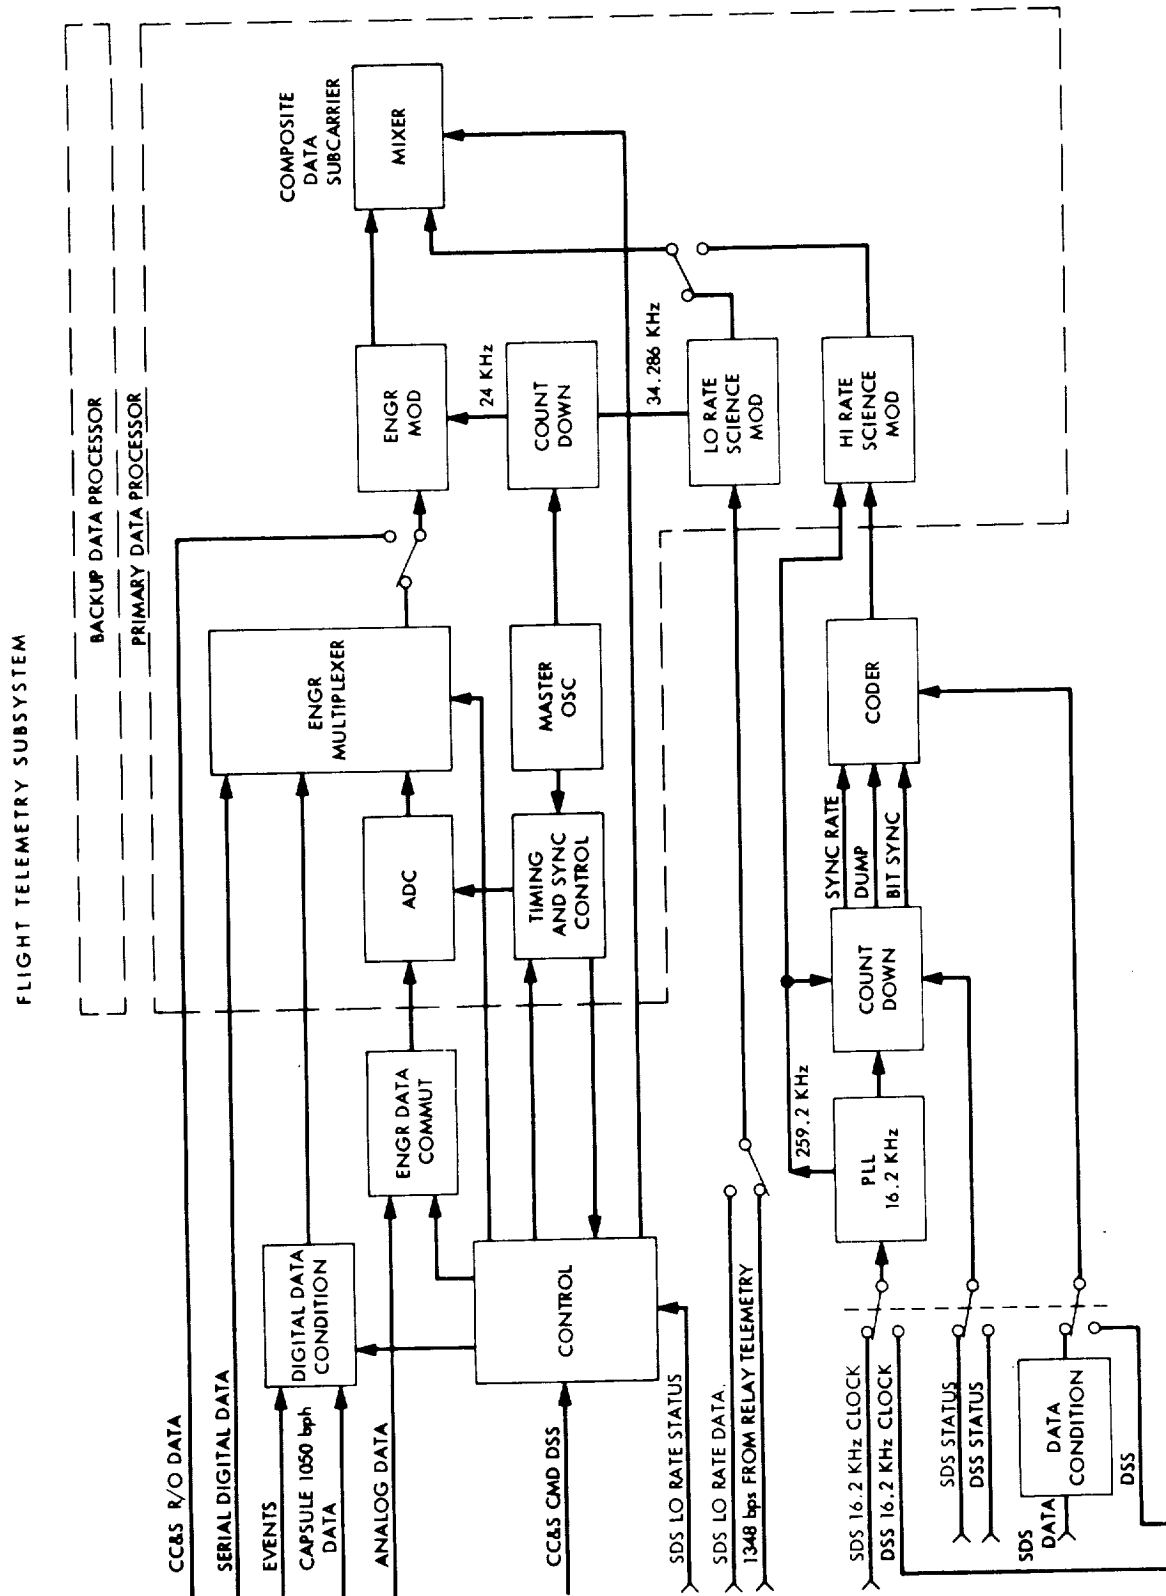 FLIGHT TELEMETRY SUBSYSTEM
BACKUP DATA PROCESSOR
PRIMARY DATA PROCESSOR
CC&S R/O DATA
SERIAL DIGITAL DATA
EVENTS
CAPSULE 1050 bph
DATA
ANALOG DATA
CC&S CMD DSS
SDS LO RATE STATUS
SDS LO RATE DATA.
1348 bps FROM RELAY TELEMETRY
SDS 16.2 KHz CLOCK
DSS 16.2 KHz CLOCK
SDS STATUS
DSS STATUS
SDS
DATA
DSS
DIGITAL DATA
CONDITION
CONTROL
DATA
CONDITION
ENGR DATA
COMMUT
PLL
16.2 KHz
259.2 KHz
ADC
TIMING
AND SYNC
CONTROL
COUNT
DOWN
SYNC RATE
DUMP
BIT SYNC
ENGR
MULTIPLEXER
MASTER
OSC
CODER
ENGR
MOD
24 KHz
COUNT
DOWN
34.286 KHz
LO RATE
SCIENCE
MOD
HI RATE
SCIENCE
MOD
COMPOSITE
DATA
SUBCARRIER
MIXER